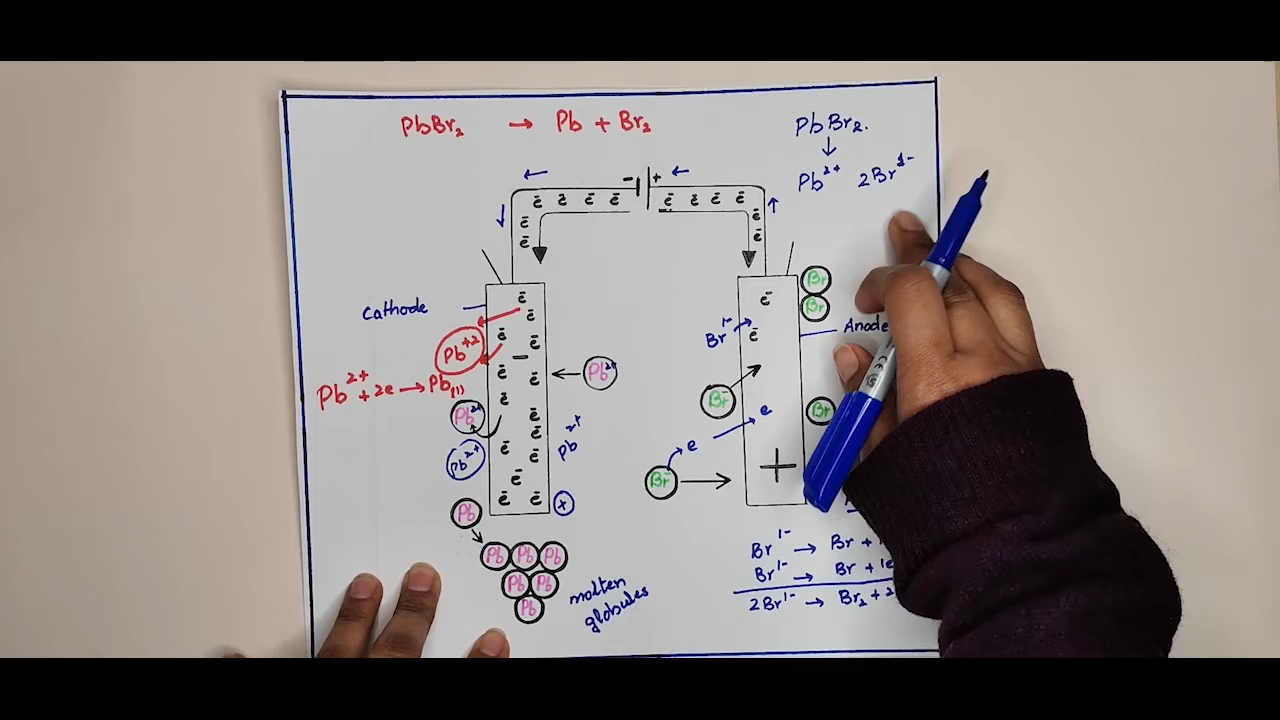 PbBr₂ → Pb + Br₂
PbBr₂.
↓
Pb²⁺ 2Br¹⁻
← - + ←
ē ē ē ē ē ē ē ē
ē ē
ē ē
Cathode
ē
ē
Pb⁺²
ē
ē
−
Pb²⁺ + 2e → Pb₍ₗ₎
ē
ē
← Pb²⁺
Pb²⁺
ē
ē
ē
Pb²⁺
ē
ē
Pb²⁺
ē
ē
ē
+
Pb
Pb Pb Pb
Pb Pb
Pb
molten
globules
e⁻
Br
Br
Br¹⁻
ē
Anode
Br⁻
Br
e
e
Br⁻ →
+
Br¹⁻ → Br +
Br¹⁻ → Br + 1e
2Br¹⁻ → Br₂ + 2